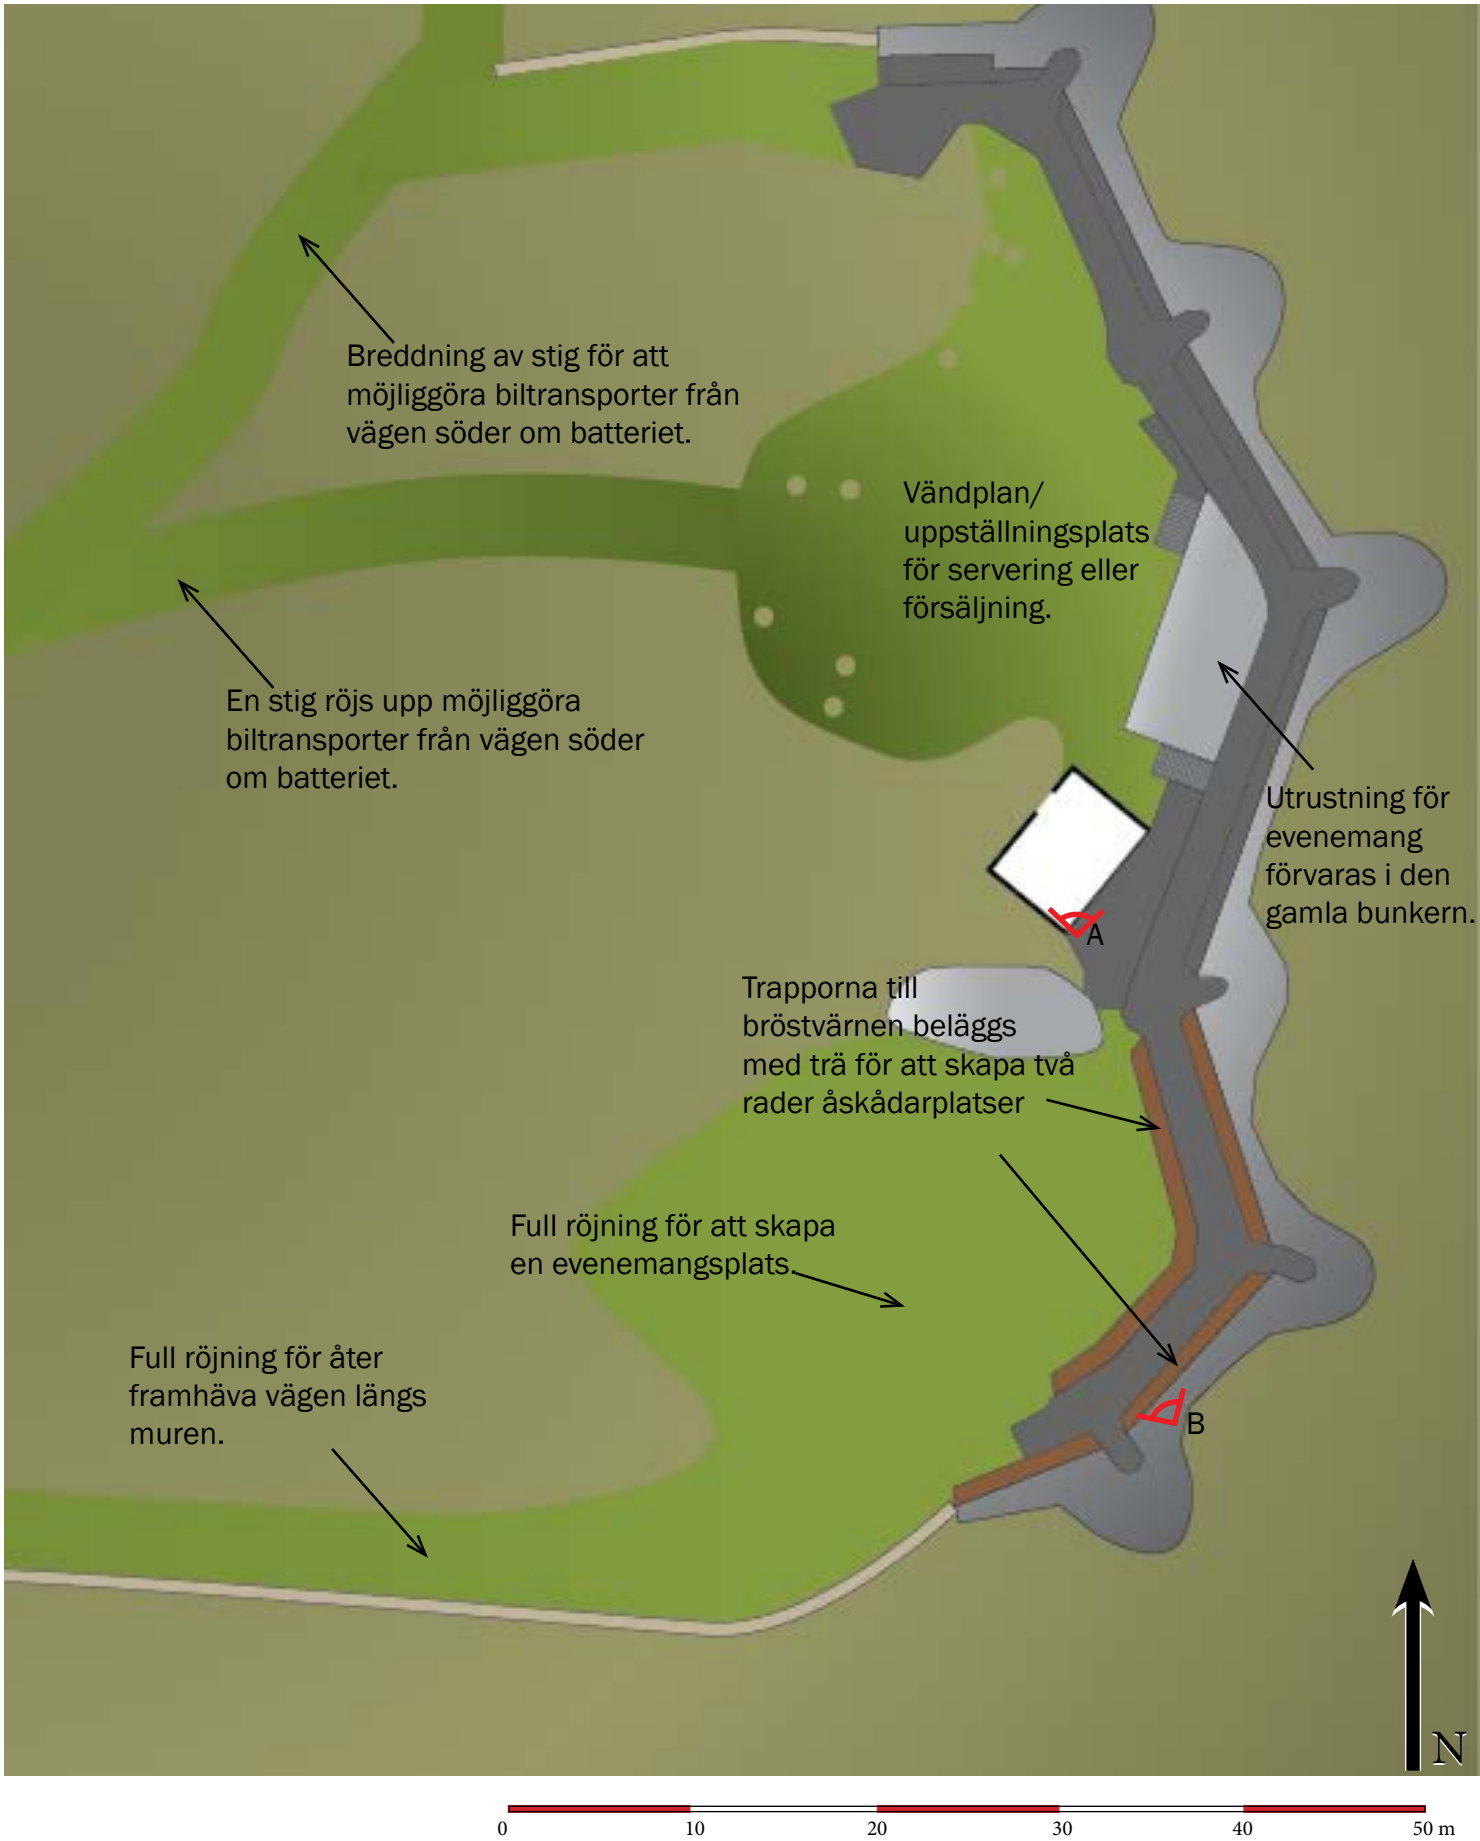 Breddning av stig för att
möjliggöra biltransporter från
vägen söder om batteriet.
Vändplan/
uppställningsplats
för servering eller
försäljning.
En stig röjs upp möjliggöra
biltransporter från vägen söder
om batteriet.
Utrustning för
evenemang
förvaras i den
gamla bunkern.
A
Trapporna till
bröstvärnen beläggs
med trä för att skapa två
rader åskådarplatser
Full röjning för att skapa
en evenemangsplats.
Full röjning för åter
framhäva vägen längs
muren.
B
N
0 10 20 30 40 50 m